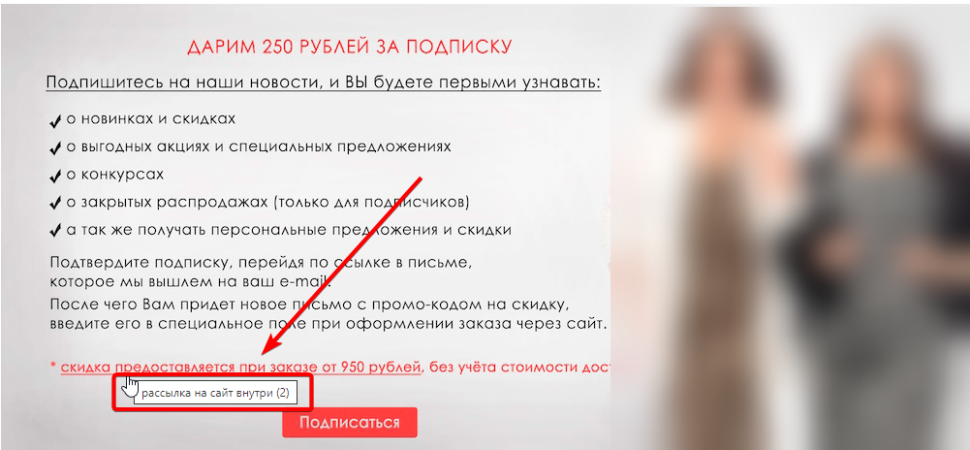 ДАРИМ 250 РУБЛЕЙ ЗА ПОДПИСКУ
Подпишитесь на наши новости, и ВЫ будете первыми узнавать:
о новинках и скидках
о выгодных акциях и специальных предложениях
о конкурсах
о закрытых распродажах (только для подписчиков)
а так же получать персональные предложения и скидки
Подтвердите подписку, перейдя по ссылке в письме,
которое мы вышлем на ваш e-mail.
После чего Вам придет новое письмо с промо-кодом на скидку,
введите его в специальное поле при оформлении заказа через сайт.
* скидка предоставляется при заказе от 950 рублей, без учёта стоимости дос
рассылка на сайт внутри (2)
Подписаться